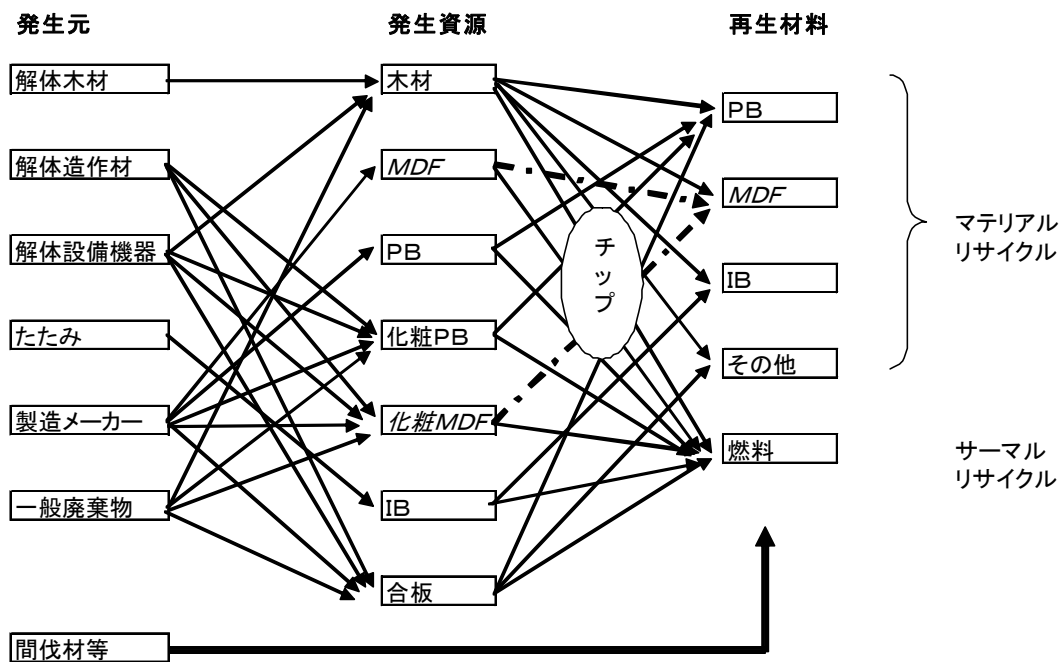 発生元
発生資源
再生材料
解体木材
解体造作材
解体設備機器
たたみ
製造メーカー
一般廃棄物
間伐材等
木材
MDF
PB
化粧PB
化粧MDF
IB
合板
チップ
PB
MDF
IB
その他
燃料
マテリアル
リサイクル
サーマル
リサイクル